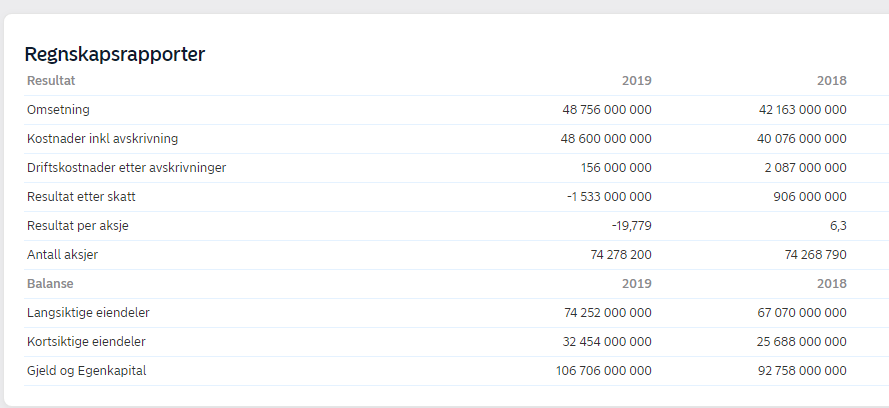 Regnskapsrapporter
Resultat 2019 2018
Omsetning 48 756 000 000 42 163 000 000
Kostnader inkl avskrivning 48 600 000 000 40 076 000 000
Driftskostnader etter avskrivninger 156 000 000 2 087 000 000
Resultat etter skatt -1 533 000 000 906 000 000
Resultat per aksje -19,779 6,3
Antall aksjer 74 278 200 74 268 790
Balanse 2019 2018
Langsiktige eiendeler 74 252 000 000 67 070 000 000
Kortsiktige eiendeler 32 454 000 000 25 688 000 000
Gjeld og Egenkapital 106 706 000 000 92 758 000 000